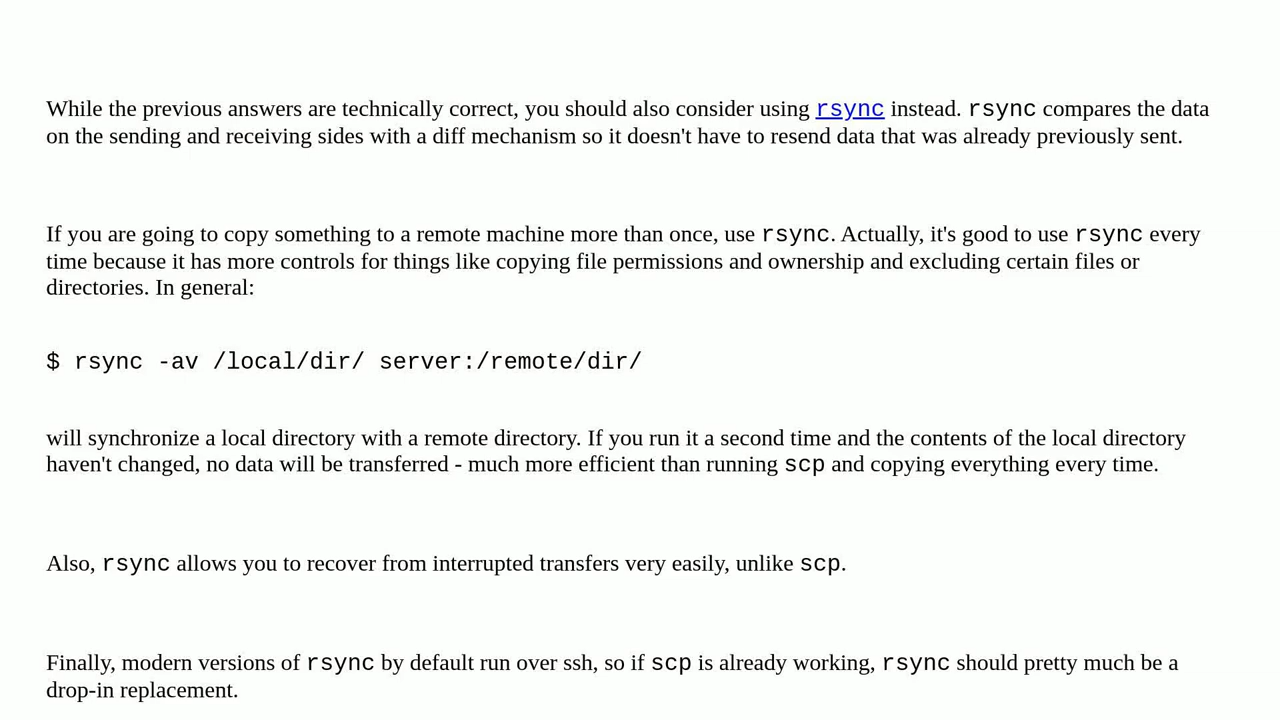 While the previous answers are technically correct, you should also consider using rsync instead. rsync compares the data
on the sending and receiving sides with a diff mechanism so it doesn't have to resend data that was already previously sent.
If you are going to copy something to a remote machine more than once, use rsync. Actually, it's good to use rsync every
time because it has more controls for things like copying file permissions and ownership and excluding certain files or
directories. In general:
$ rsync -av /local/dir/ server:/remote/dir/
will synchronize a local directory with a remote directory. If you run it a second time and the contents of the local directory
haven't changed, no data will be transferred - much more efficient than running scp and copying everything every time.
Also, rsync allows you to recover from interrupted transfers very easily, unlike scp.
Finally, modern versions of rsync by default run over ssh, so if scp is already working, rsync should pretty much be a
drop-in replacement.